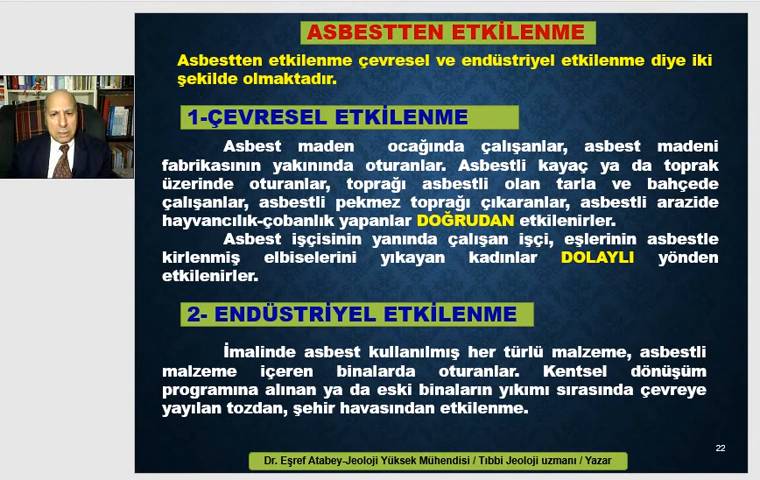 ASBESTTEN ETKİLENME
Asbestten etkilenme çevresel ve endüstriyel etkilenme diye iki
şekilde olmaktadır.
1-ÇEVRESEL ETKİLENME
Asbest maden ocağında çalışanlar, asbest madeni
fabrikasının yakınında oturanlar. Asbestli kayaç ya da toprak
üzerinde oturanlar, toprağı asbestli olan tarla ve bahçede
çalışanlar, asbestli pekmez toprağı çıkaranlar, asbestli arazide
hayvancılık-çobanlık yapanlar DOĞRUDAN etkilenirler.
Asbest işçisinin yanında çalışan işçi, eşlerinin asbestle
kirlenmiş elbiselerini yıkayan kadınlar DOLAYLI yönden
etkilenirler.
2- ENDÜSTRİYEL ETKİLENME
İmalinde asbest kullanılmış her türlü malzeme, asbestli
malzeme içeren binalarda oturanlar. Kentsel dönüşüm
programına alınan ya da eski binaların yıkımı sırasında çevreye
yayılan tozdan, şehir havasından etkilenme.
22
Dr. Eşref Atabey-Jeoloji Yüksek Mühendisi / Tıbbi Jeoloji uzmanı / Yazar